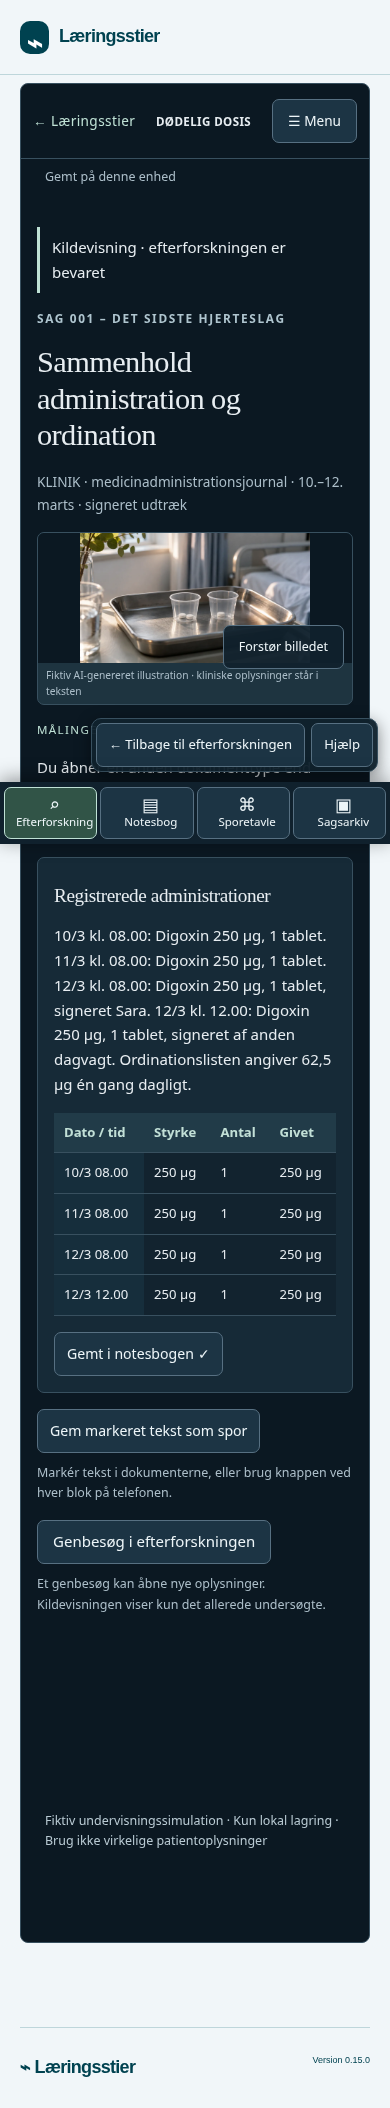 Læringsstier
← Læringsstier
DØDELIG DOSIS
☰ Menu
Gemt på denne enhed
Kildevisning · efterforskningen er
bevaret
SAG 001 – DET SIDSTE HJERTESLAG
Sammenhold
administration og
ordination
KLINIK · medicinadministrationsjournal · 10.–12.
marts · signeret udtræk
Forstør billedet
Fiktiv AI-genereret illustration · kliniske oplysninger står i
teksten
MÅLING
← Tilbage til efterforskningen
Hjælp
Du åbner en anden dokumenttype end
Efterforskning
Notesbog
Sporetavle
Sagsarkiv
Registrerede administrationer
10/3 kl. 08.00: Digoxin 250 µg, 1 tablet.
11/3 kl. 08.00: Digoxin 250 µg, 1 tablet.
12/3 kl. 08.00: Digoxin 250 µg, 1 tablet,
signeret Sara. 12/3 kl. 12.00: Digoxin
250 µg, 1 tablet, signeret af anden
dagvagt. Ordinationslisten angiver 62,5
µg én gang dagligt.
Dato / tid Styrke Antal Givet
10/3 08.00 250 µg 1 250 µg
11/3 08.00 250 µg 1 250 µg
12/3 08.00 250 µg 1 250 µg
12/3 12.00 250 µg 1 250 µg
Gemt i notesbogen ✓
Gem markeret tekst som spor
Markér tekst i dokumenterne, eller brug knappen ved
hver blok på telefonen.
Genbesøg i efterforskningen
Et genbesøg kan åbne nye oplysninger.
Kildevisningen viser kun det allerede undersøgte.
Fiktiv undervisningssimulation · Kun lokal lagring ·
Brug ikke virkelige patientoplysninger
Læringsstier
Version 0.15.0